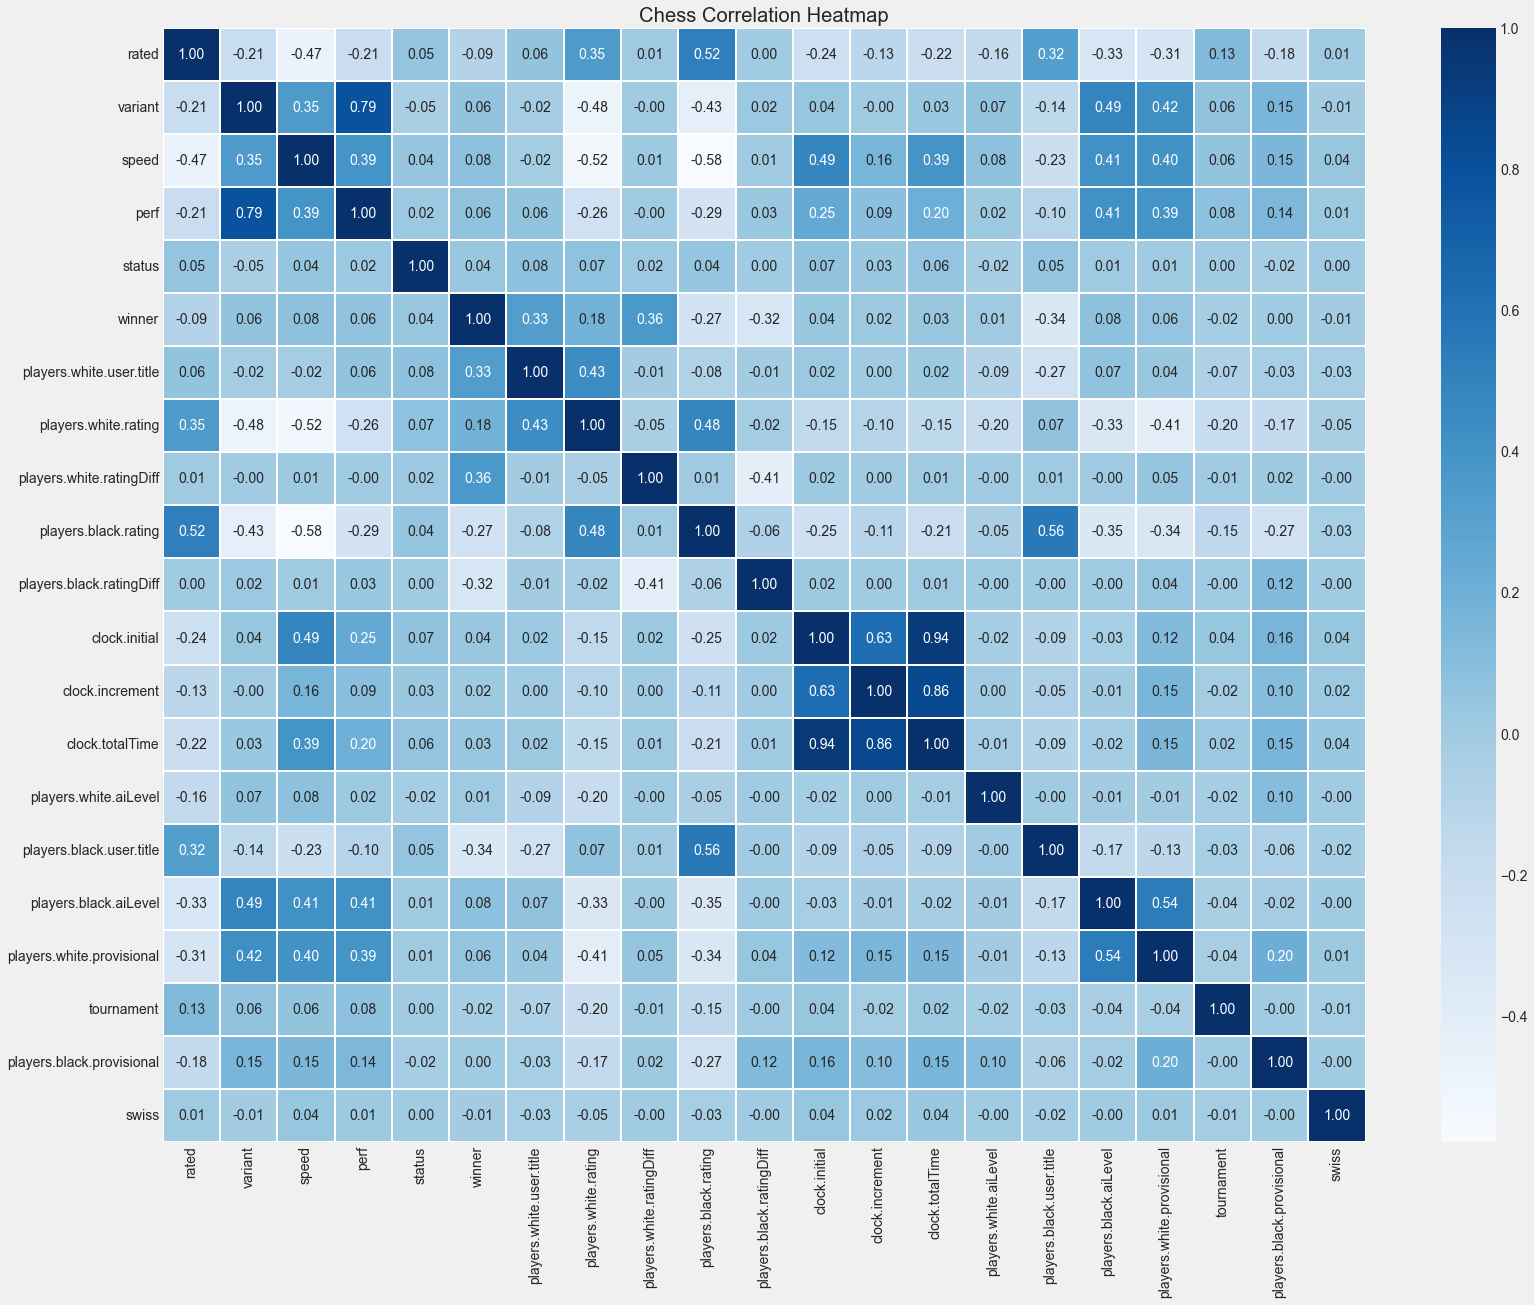 Chess Correlation Heatmap
rated 1.00 -0.21 -0.47 -0.21 0.05 -0.09 0.06 0.35 0.01 0.52 0.00 -0.24 -0.13 -0.22 -0.16 0.32 -0.33 -0.31 0.13 -0.18 0.01
variant -0.21 1.00 0.35 0.79 -0.05 0.06 -0.02 -0.48 -0.00 -0.43 0.02 0.04 -0.00 0.03 0.07 -0.14 0.49 0.42 0.06 0.15 -0.01
speed -0.47 0.35 1.00 0.39 0.04 0.08 -0.02 -0.52 0.01 -0.58 0.01 0.49 0.16 0.39 0.08 -0.23 0.41 0.40 0.06 0.15 0.04
perf -0.21 0.79 0.39 1.00 0.02 0.06 0.06 -0.26 -0.00 -0.29 0.03 0.25 0.09 0.20 0.02 -0.10 0.41 0.39 0.08 0.14 0.01
status 0.05 -0.05 0.04 0.02 1.00 0.04 0.08 0.07 0.02 0.04 0.00 0.07 0.03 0.06 -0.02 0.05 0.01 0.01 0.00 -0.02 0.00
winner -0.09 0.06 0.08 0.06 0.04 1.00 0.33 0.18 0.36 -0.27 -0.32 0.04 0.02 0.03 0.01 -0.34 0.08 0.06 -0.02 0.00 -0.01
players.white.user.title 0.06 -0.02 -0.02 0.06 0.08 0.33 1.00 0.43 -0.01 -0.08 -0.01 0.02 0.00 0.02 -0.09 -0.27 0.07 0.04 -0.07 -0.03 -0.03
players.white.rating 0.35 -0.48 -0.52 -0.26 0.07 0.18 0.43 1.00 -0.05 0.48 -0.02 -0.15 -0.10 -0.15 -0.20 0.07 -0.33 -0.41 -0.20 -0.17 -0.05
players.white.ratingDiff 0.01 -0.00 0.01 -0.00 0.02 0.36 -0.01 -0.05 1.00 0.01 -0.41 0.02 0.00 0.01 -0.00 0.01 -0.00 0.05 -0.01 0.02 -0.00
players.black.rating 0.52 -0.43 -0.58 -0.29 0.04 -0.27 -0.08 0.48 0.01 1.00 -0.06 -0.25 -0.11 -0.21 -0.05 0.56 -0.35 -0.34 -0.15 -0.27 -0.03
players.black.ratingDiff 0.00 0.02 0.01 0.03 0.00 -0.32 -0.01 -0.02 -0.41 -0.06 1.00 0.02 0.00 0.01 -0.00 -0.00 -0.00 0.04 -0.00 0.12 -0.00
clock.initial -0.24 0.04 0.49 0.25 0.07 0.04 0.02 -0.15 0.02 -0.25 0.02 1.00 0.63 0.94 -0.02 -0.09 -0.03 0.12 0.04 0.16 0.04
clock.increment -0.13 -0.00 0.16 0.09 0.03 0.02 0.00 -0.10 0.00 -0.11 0.00 0.63 1.00 0.86 0.00 -0.05 -0.01 0.15 -0.02 0.10 0.02
clock.totalTime -0.22 0.03 0.39 0.20 0.06 0.03 0.02 -0.15 0.01 -0.21 0.01 0.94 0.86 1.00 -0.01 -0.09 -0.02 0.15 0.02 0.15 0.04
players.white.aiLevel -0.16 0.07 0.08 0.02 -0.02 0.01 -0.09 -0.20 -0.00 -0.05 -0.00 -0.02 0.00 -0.01 1.00 -0.00 -0.01 -0.01 -0.02 0.10 -0.00
players.black.user.title 0.32 -0.14 -0.23 -0.10 0.05 -0.34 -0.27 0.07 0.01 0.56 -0.00 -0.09 -0.05 -0.09 -0.00 1.00 -0.17 -0.13 -0.03 -0.06 -0.02
players.black.aiLevel -0.33 0.49 0.41 0.41 0.01 0.08 0.07 -0.33 -0.00 -0.35 -0.00 -0.03 -0.01 -0.02 -0.01 -0.17 1.00 0.54 -0.04 -0.02 -0.00
players.white.provisional -0.31 0.42 0.40 0.39 0.01 0.06 0.04 -0.41 0.05 -0.34 0.04 0.12 0.15 0.15 -0.01 -0.13 0.54 1.00 -0.04 0.20 0.01
tournament 0.13 0.06 0.06 0.08 0.00 -0.02 -0.07 -0.20 -0.01 -0.15 -0.00 0.04 -0.02 0.02 -0.02 -0.03 -0.04 -0.04 1.00 -0.00 -0.01
players.black.provisional -0.18 0.15 0.15 0.14 -0.02 0.00 -0.03 -0.17 0.02 -0.27 0.12 0.16 0.10 0.15 0.10 -0.06 -0.02 0.20 -0.00 1.00 -0.00
swiss 0.01 -0.01 0.04 0.01 0.00 -0.01 -0.03 -0.05 -0.00 -0.03 -0.00 0.04 0.02 0.04 -0.00 -0.02 -0.00 0.01 -0.01 -0.00 1.00
rated
variant
speed
perf
status
winner
players.white.user.title
players.white.rating
players.white.ratingDiff
players.black.rating
players.black.ratingDiff
clock.initial
clock.increment
clock.totalTime
players.white.aiLevel
players.black.user.title
players.black.aiLevel
players.white.provisional
tournament
players.black.provisional
swiss
1.0
0.8
0.6
0.4
0.2
0.0
−0.2
−0.4